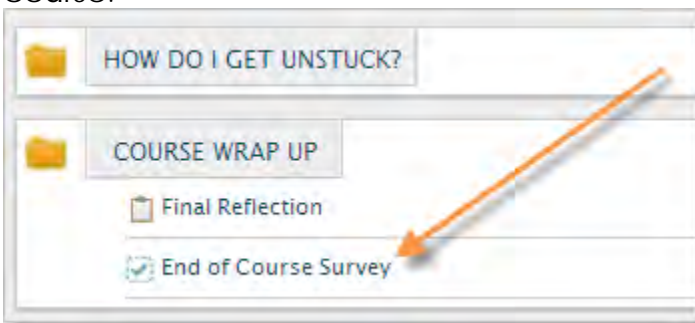 HOW DO I GET UNSTUCK?
COURSE WRAP UP
Final Reflection
End of Course Survey